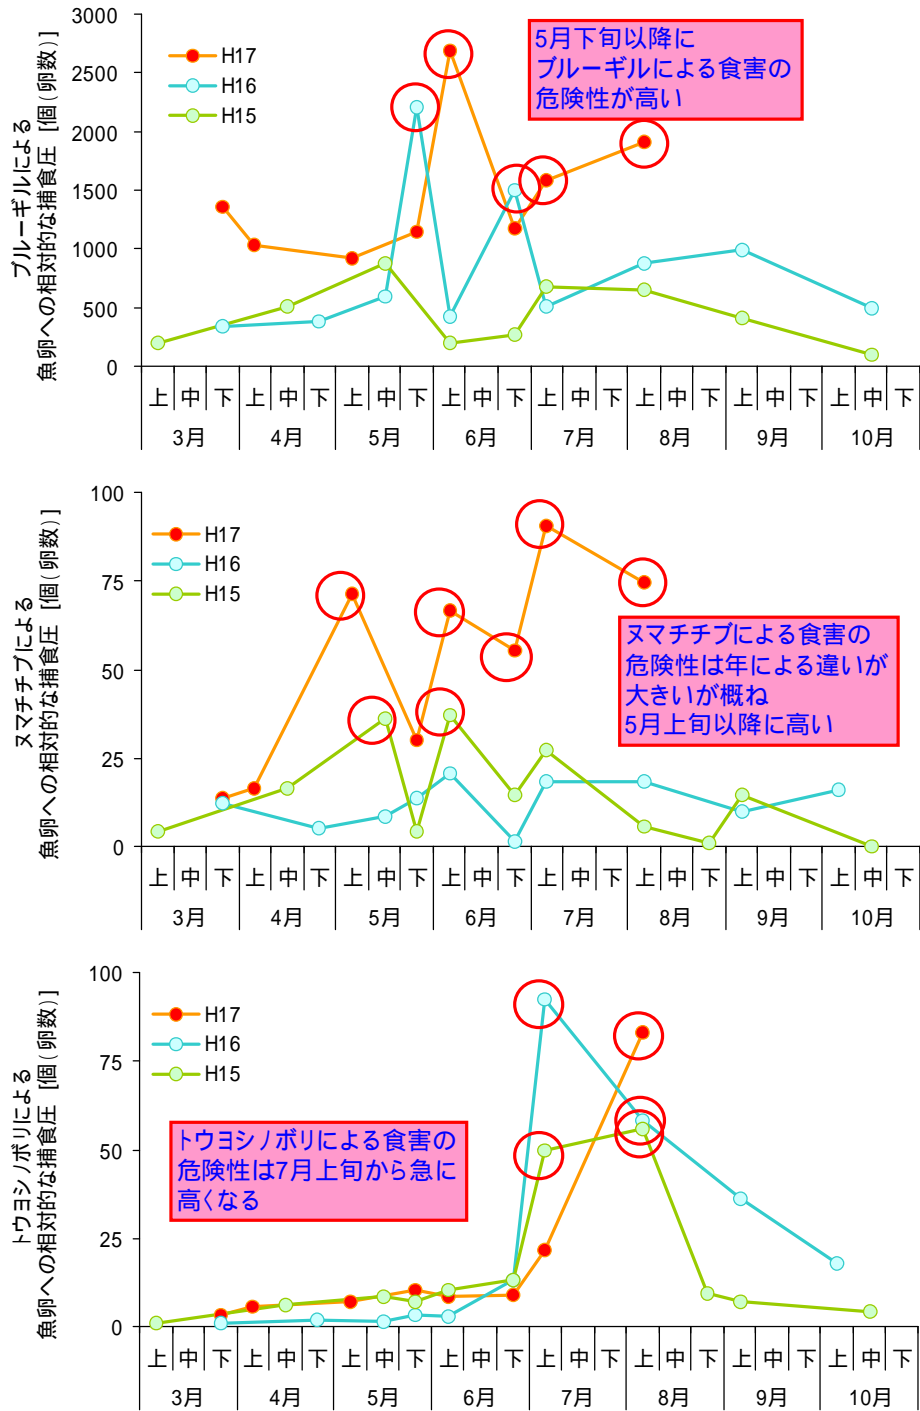 ブルーギルによる
魚卵への相対的な捕食圧 [個(卵数)]
3000
2500
2000
1500
1000
500
0
H17
H16
H15
5月下旬以降に
ブルーギルによる食害の
危険性が高い
上 中 下 上 中 下 上 中 下 上 中 下 上 中 下 上 中 下 上 中 下 上 中 下
3月 4月 5月 6月 7月 8月 9月 10月
ヌマチチブによる
魚卵への相対的な捕食圧 [個(卵数)]
100
75
50
25
0
H17
H16
H15
ヌマチチブによる食害の
危険性は年による違いが
大きいが概ね
5月上旬以降に高い
上 中 下 上 中 下 上 中 下 上 中 下 上 中 下 上 中 下 上 中 下 上 中 下
3月 4月 5月 6月 7月 8月 9月 10月
トウヨシノボリによる
魚卵への相対的な捕食圧 [個(卵数)]
100
75
50
25
0
H17
H16
H15
トウヨシノボリによる食害の
危険性は7月上旬から急に
高くなる
上 中 下 上 中 下 上 中 下 上 中 下 上 中 下 上 中 下 上 中 下 上 中 下
3月 4月 5月 6月 7月 8月 9月 10月